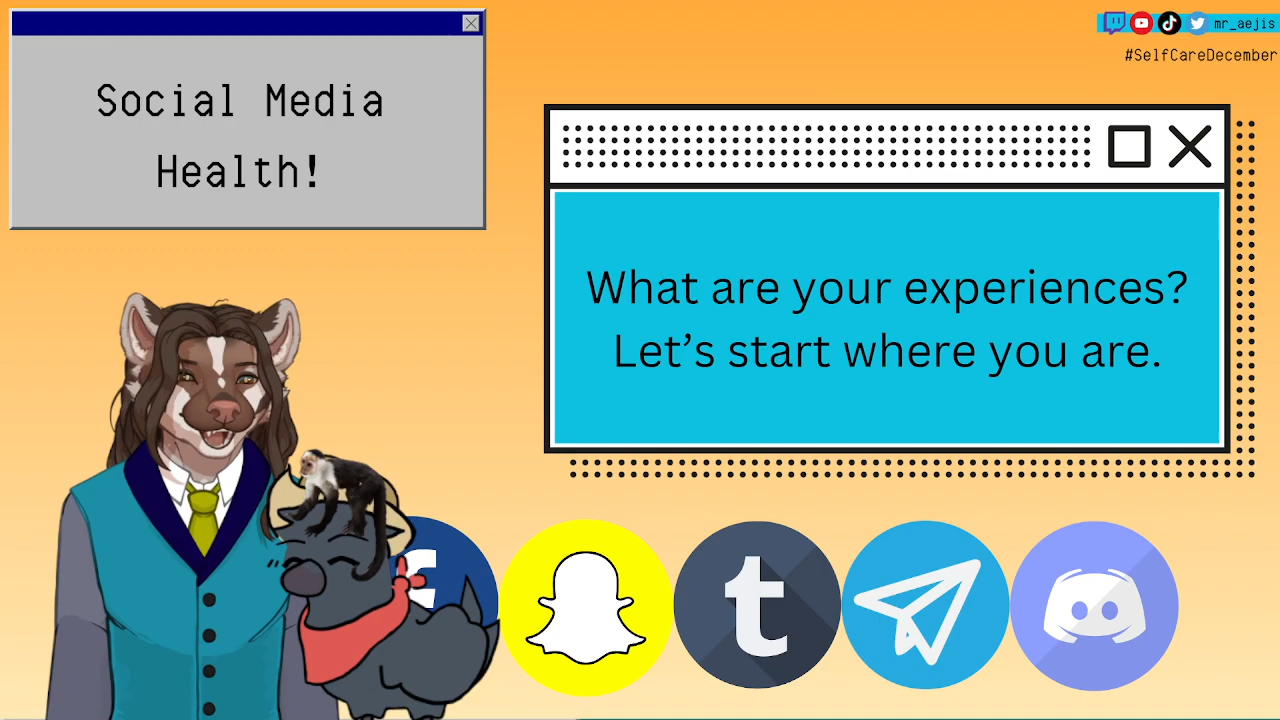 Social Media
Health!
mr_aejis
#SelfCareDecember
What are your experiences?
Let's start where you are.
t